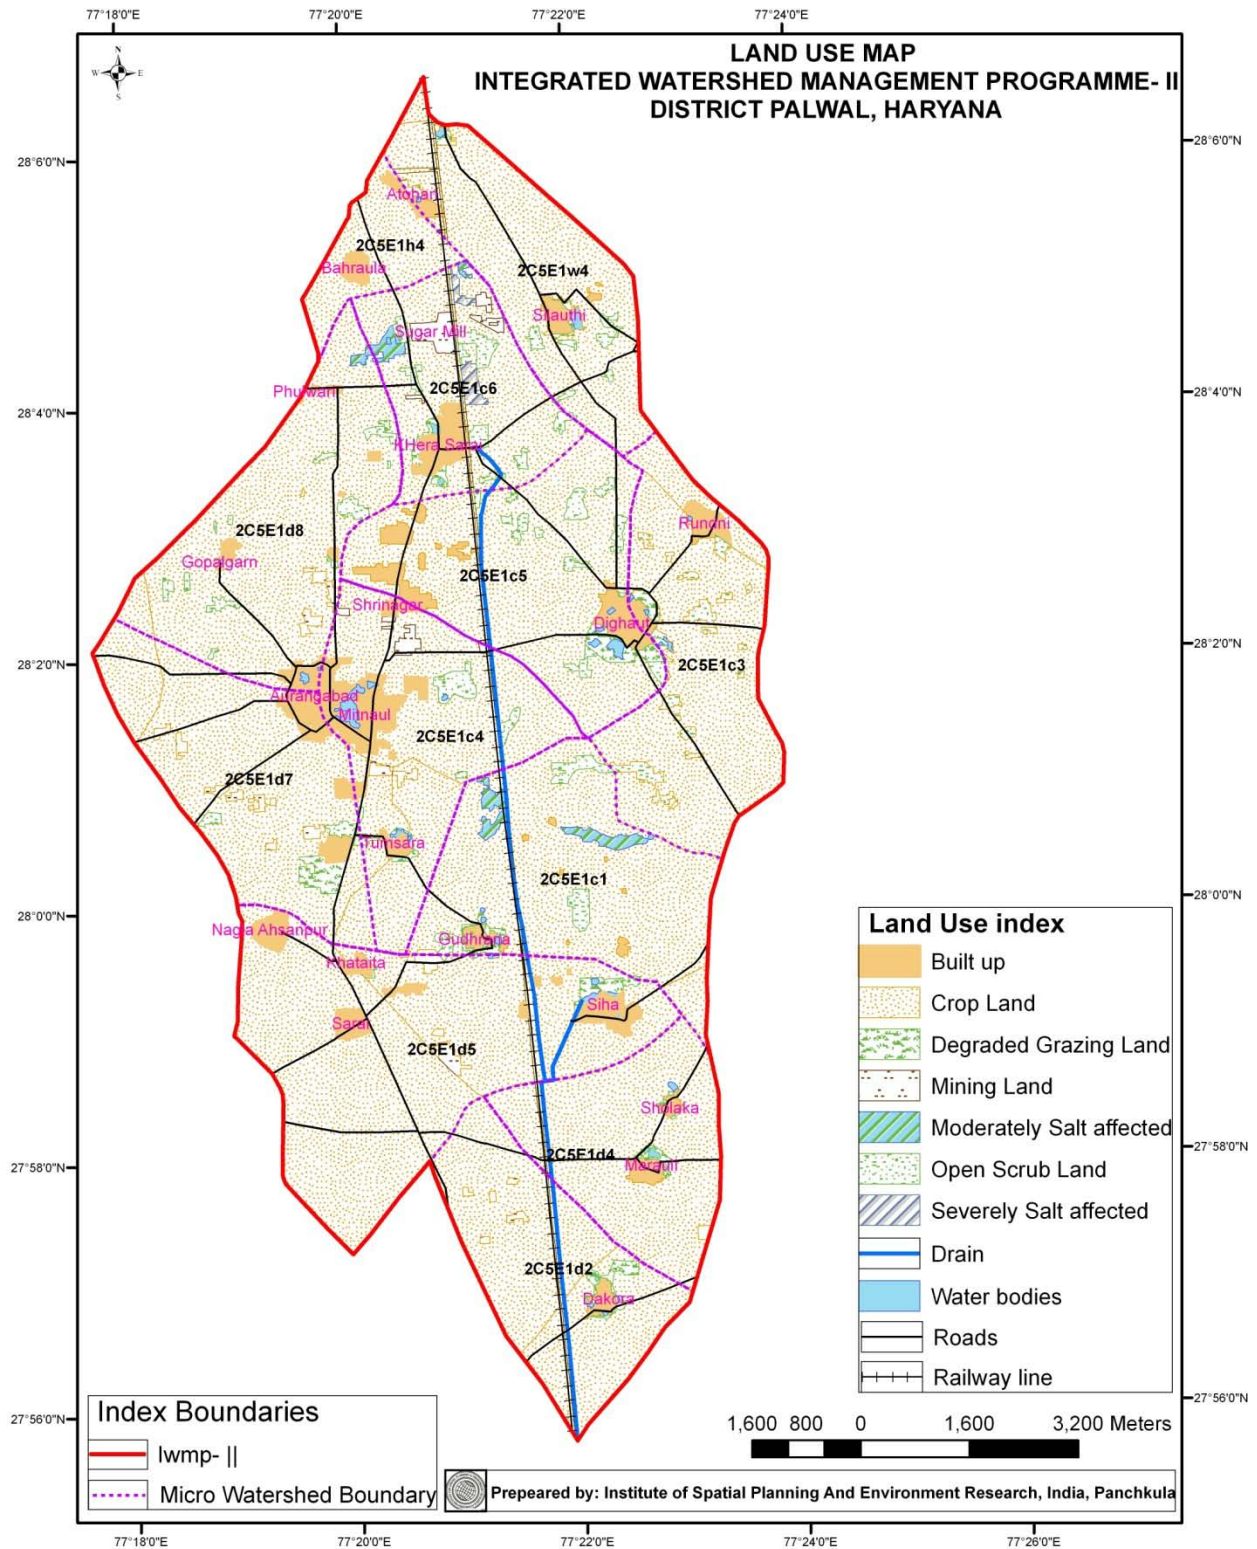 77°18'0"E 77°20'0"E 77°22'0"E 77°24'0"E
N
W E
S
LAND USE MAP
INTEGRATED WATERSHED MANAGEMENT PROGRAMME- II
DISTRICT PALWAL, HARYANA
28°6'0"N
28°6'0"N
Atohan
2C5E1h4
Bahraula
2C5E1w4
Silauthi
Sugar Mill
2C5E1c6
Phulwari
28°4'0"N
28°4'0"N
KHera Sarai
Rundhi
2C5E1d8
Gopalgarn
2C5E1c5
Shrinagar
Dighaut
28°2'0"N
28°2'0"N
2C5E1c3
Aurangabad
Mitnaul
2C5E1c4
2C5E1d7
Tumsara
2C5E1c1
28°0'0"N
28°0'0"N
Nagla Ahsanpur
Gudhrana
Khataita
Siha
Sarai
2C5E1d5
Sholaka
2C5E1d4
Marauli
27°58'0"N
27°58'0"N
2C5E1d2
Dakora
27°56'0"N
27°56'0"N
Land Use index
Built up
Crop Land
Degraded Grazing Land
Mining Land
Moderately Salt affected
Open Scrub Land
Severely Salt affected
Drain
Water bodies
Roads
Railway line
Index Boundaries
Iwmp- ||
Micro Watershed Boundary
1,600 800 0 1,600 3,200 Meters
Prepeared by: Institute of Spatial Planning And Environment Research, India, Panchkula
77°18'0"E 77°20'0"E 77°22'0"E 77°24'0"E 77°26'0"E